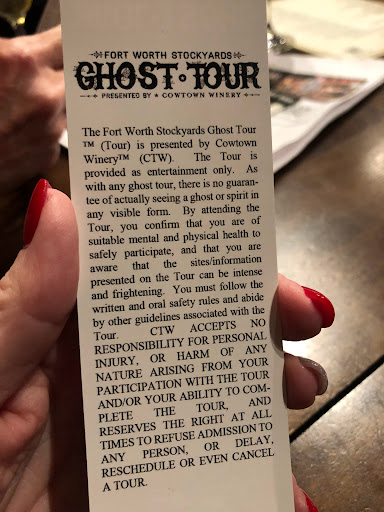 FORT WORTH STOCKYARDS
GHOST • TOUR
PRESENTED BY ★ COWTOWN WINERY
The Fort Worth Stockyards Ghost Tour
™ (Tour) is presented by Cowtown
Winery™ (CTW). The Tour is
provided as entertainment only. As
with any ghost tour, there is no guaran-
tee of actually seeing a ghost or spirit in
any visible form. By attending the
Tour, you confirm that you are of
suitable mental and physical health to
safely participate, and that you are
aware that the sites/information
presented on the Tour can be intense
and frightening. You must follow the
written and oral safety rules and abide
by other guidelines associated with the
Tour. CTW ACCEPTS NO
RESPONSIBILITY FOR PERSONAL
INJURY, OR HARM OF ANY
NATURE ARISING FROM YOUR
PARTICIPATION WITH THE TOUR
AND/OR YOUR ABILITY TO COM-
PLETE THE TOUR, AND
RESERVES THE RIGHT AT ALL
TIMES TO REFUSE ADMISSION TO
ANY PERSON, OR DELAY,
RESCHEDULE OR EVEN CANCEL
A TOUR.